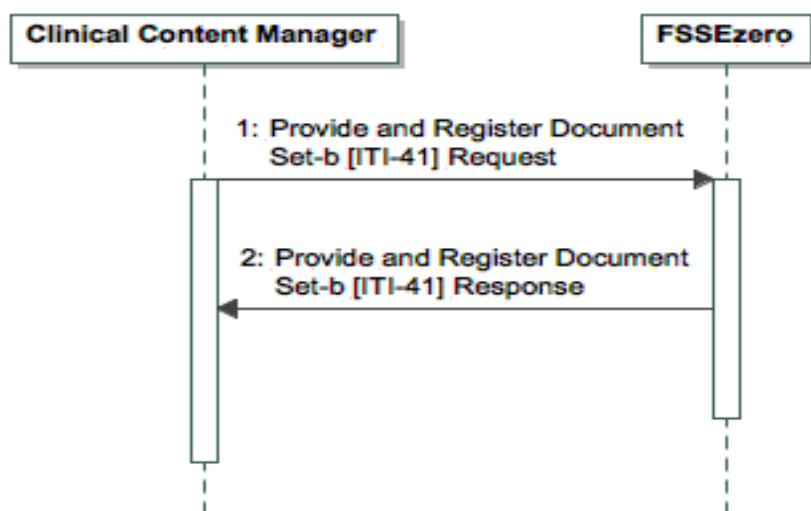 Clinical Content Manager
FSSEzero
1: Provide and Register Document
Set-b [ITI-41] Request
2: Provide and Register Document
Set-b [ITI-41] Response